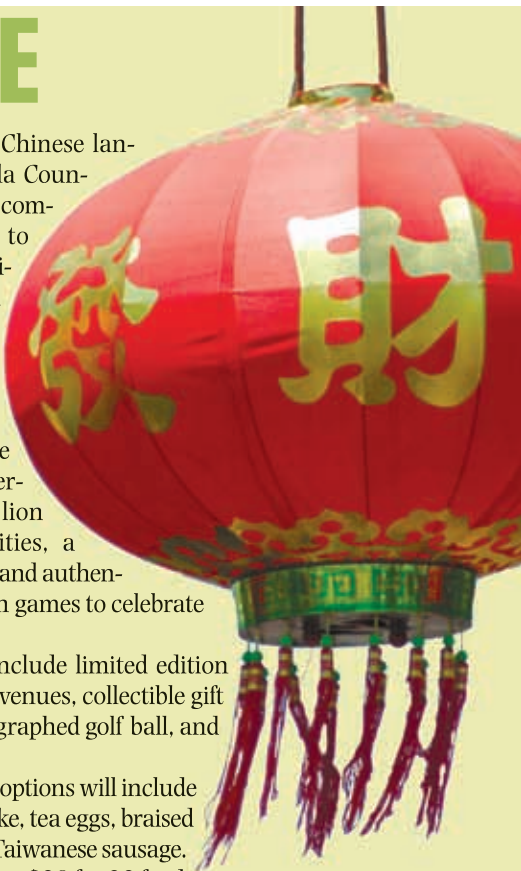 E
Chinese lan-
la Coun-
com-
to
i-
發 財
e
er-
lion
ities, a
and authen-
n games to celebrate
nclude limited edition
venues, collectible gift
graphed golf ball, and
options will include
ke, tea eggs, braised
Taiwanese sausage.